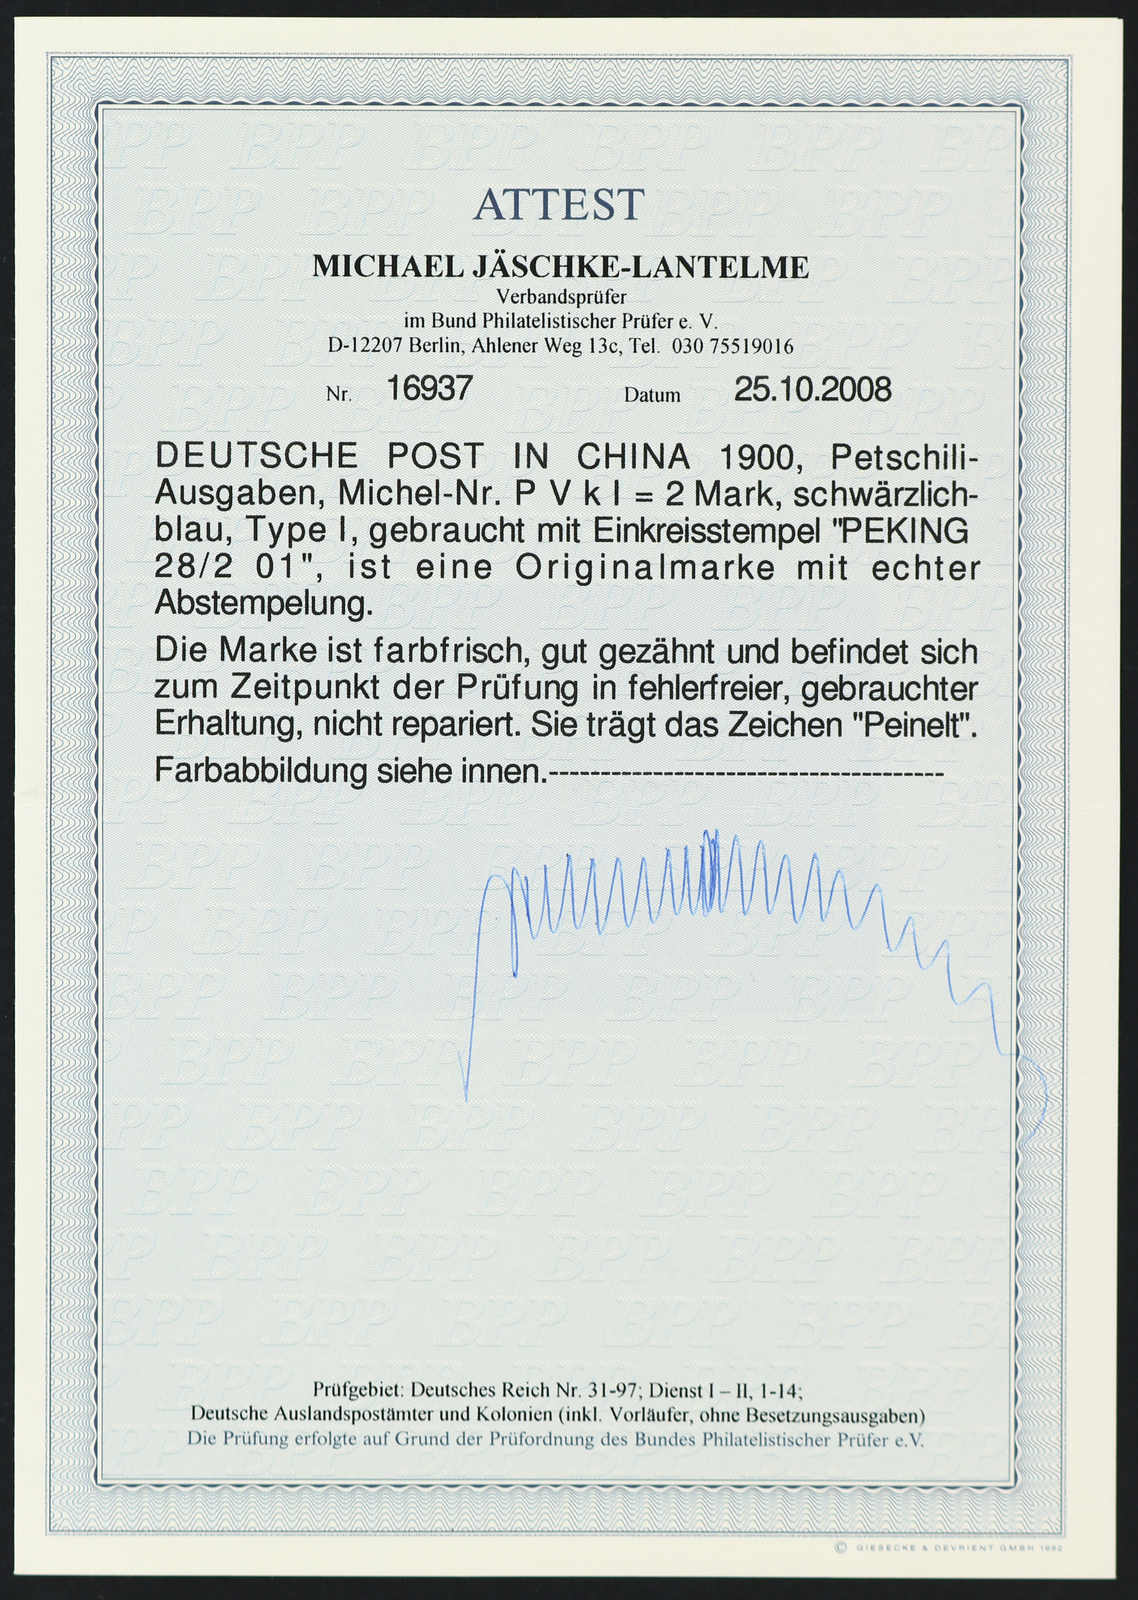 ATTEST
MICHAEL JÄSCHKE-LANTELME
Verbandsprüfer
im Bund Philatelistischer Prüfer e. V.
D-12207 Berlin, Ahlener Weg 13c, Tel. 030 75519016
Nr. 16937 Datum 25.10.2008
DEUTSCHE POST IN CHINA 1900, Petschili-
Ausgaben, Michel-Nr. P V k I = 2 Mark, schwärzlich-
blau, Type I, gebraucht mit Einkreisstempel "PEKING
28/2 01", ist eine Originalmarke mit echter
Abstempelung.
Die Marke ist farbfrisch, gut gezähnt und befindet sich
zum Zeitpunkt der Prüfung in fehlerfreier, gebrauchter
Erhaltung, nicht repariert. Sie trägt das Zeichen "Peinelt".
Farbabbildung siehe innen.--------------------------------------
Prüfgebiet: Deutsches Reich Nr. 31-97; Dienst I – II, 1-14;
Deutsche Auslandspostämter und Kolonien (inkl. Vorläufer, ohne Besetzungsausgaben)
Die Prüfung erfolgte auf Grund der Prüfordnung des Bundes Philatelistischer Prüfer e.V.
© GIESECKE & DEVRIENT GMBH 1992